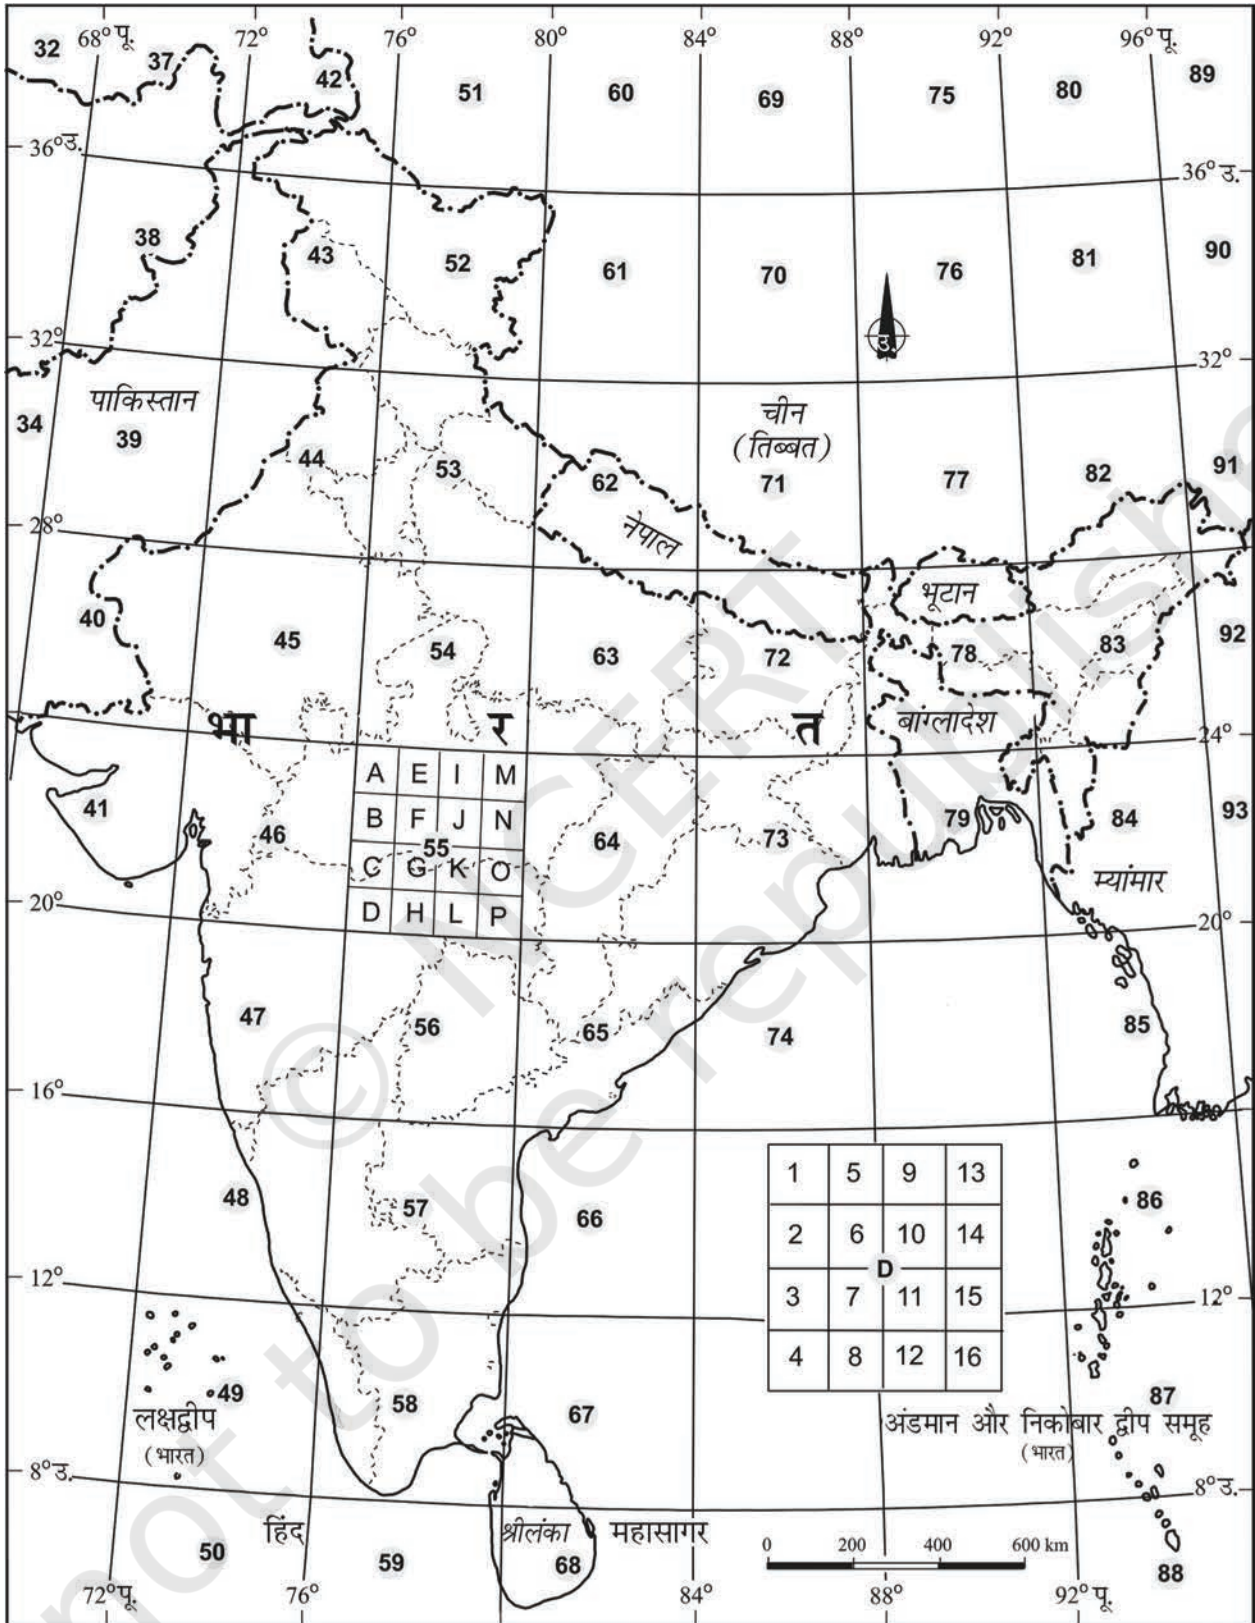 68° पू. 72° 76° 80° 84° 88° 92° 96° पू.
32 37 42 51 60 69 75 80 89
36° उ. 36° उ.
38 43 52 61 70 76 81 90
उ.
32° 32°
पाकिस्तान
चीन
(तिब्बत)
34 39 44 53 62 71 77 82 91
नेपाल
28°
भूटान
40 45 54 63 72 78 83 92
भा र त
बांग्लादेश
24°
A E I M
B F J N
55
C G K O
D H L P
41 46 64 73 79 84 93
म्यांमार
20° 20°
47 56 65 74 85
16°
1 5 9 13
2 6 10 14
D
3 7 11 15
4 8 12 16
48 57 66 86
12° 12°
49 58 67 87
लक्षद्वीप
(भारत)
अंडमान और निकोबार द्वीप समूह
(भारत)
8° उ. 8° उ.
हिंद श्रीलंका महासागर
50 59 68 88
0 200 400 600 km
72° पू. 76° 84° 88° 92° पू.
© NCERT
not to be republished